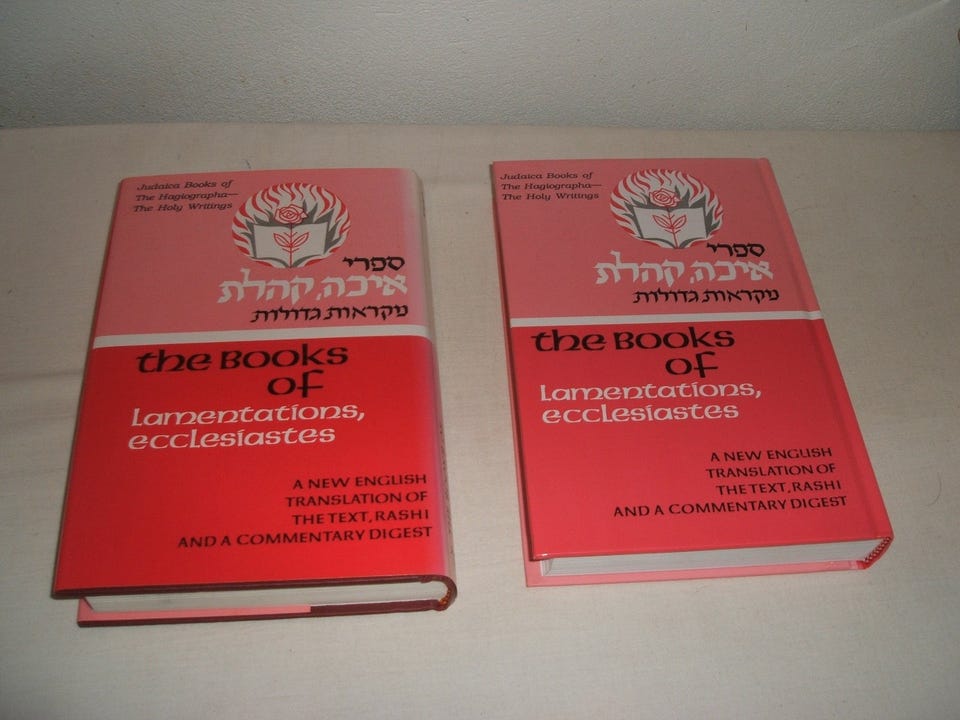 Judaica Books of
The Hagiographa—
The Holy Writings
ספרי
איכה, קהלת
מקראות גדולות
the Books
of
Lamentations,
ecclesiastes
A NEW ENGLISH
TRANSLATION OF
THE TEXT, RASHI
AND A COMMENTARY DIGEST
Judaica Books of
The Hagiographa—
The Holy Writings
ספרי
איכה, קהלת
מקראות גדולות
the Books
of
Lamentations,
ecclesiastes
A NEW ENGLISH
TRANSLATION OF
THE TEXT, RASHI
AND A COMMENTARY DIGEST